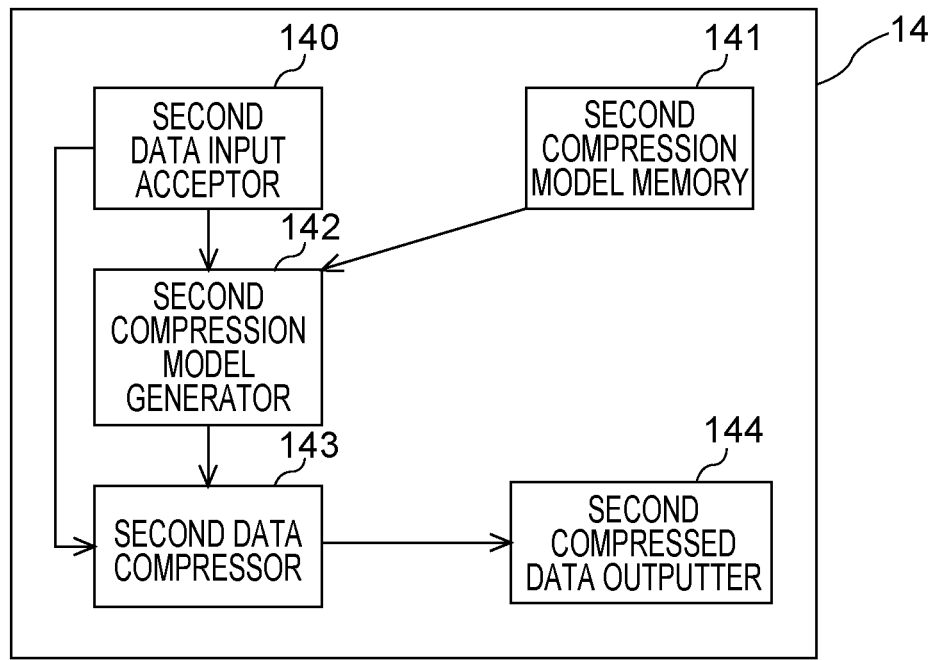 14
140
SECOND
DATA INPUT
ACCEPTOR
141
SECOND
COMPRESSION
MODEL MEMORY
142
SECOND
COMPRESSION
MODEL
GENERATOR
143
SECOND DATA
COMPRESSOR
144
SECOND
COMPRESSED
DATA OUTPUTTER